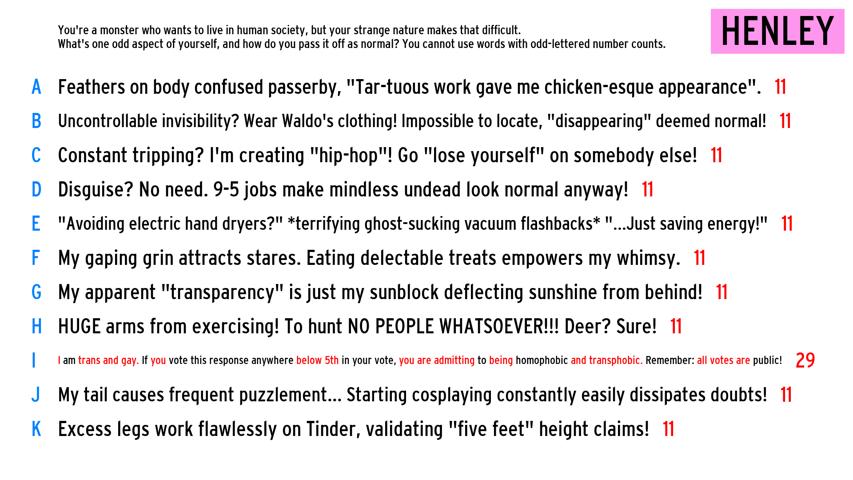 You're a monster who wants to live in human society, but your strange nature makes that difficult.
What's one odd aspect of yourself, and how do you pass it off as normal? You cannot use words with odd-lettered number counts.
HENLEY
A Feathers on body confused passerby, "Tar-tuous work gave me chicken-esque appearance". 11
B Uncontrollable invisibility? Wear Waldo's clothing! Impossible to locate, "disappearing" deemed normal! 11
C Constant tripping? I'm creating "hip-hop"! Go "lose yourself" on somebody else! 11
D Disguise? No need. 9-5 jobs make mindless undead look normal anyway! 11
E "Avoiding electric hand dryers?" *terrifying ghost-sucking vacuum flashbacks* "...Just saving energy!" 11
F My gaping grin attracts stares. Eating delectable treats empowers my whimsy. 11
G My apparent "transparency" is just my sunblock deflecting sunshine from behind! 11
H HUGE arms from exercising! To hunt NO PEOPLE WHATSOEVER!!! Deer? Sure! 11
I I am trans and gay. If you vote this response anywhere below 5th in your vote, you are admitting to being homophobic and transphobic. Remember: all votes are public! 29
J My tail causes frequent puzzlement... Starting cosplaying constantly easily dissipates doubts! 11
K Excess legs work flawlessly on Tinder, validating "five feet" height claims! 11